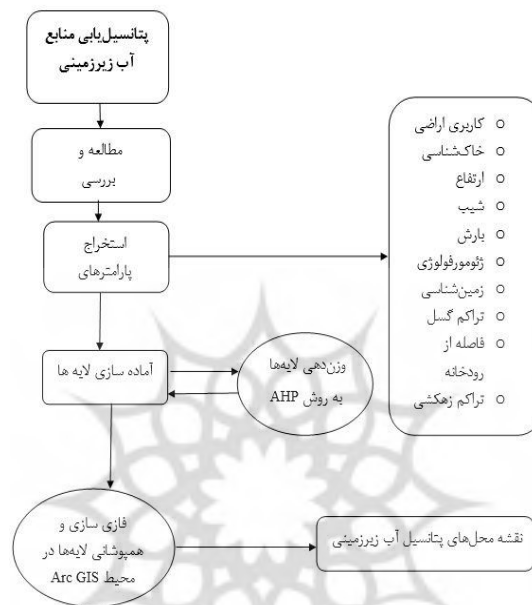 پتانسیل‌یابی منابع
آب زیرزمینی
مطالعه و
بررسی
استخراج
پارامترهای
آماده سازی لایه ها
وزن‌دهی لایه‌ها
به روش AHP
فازی سازی و
همپوشانی لایه‌ها در
محیط Arc GIS
نقشه محل‌های پتانسیل آب زیرزمینی
کاربری اراضی
خاک‌شناسی
ارتفاع
شیب
بارش
ژئومورفولوژی
زمین‌شناسی
تراکم گسل
فاصله از
رودخانه
تراکم زهکشی